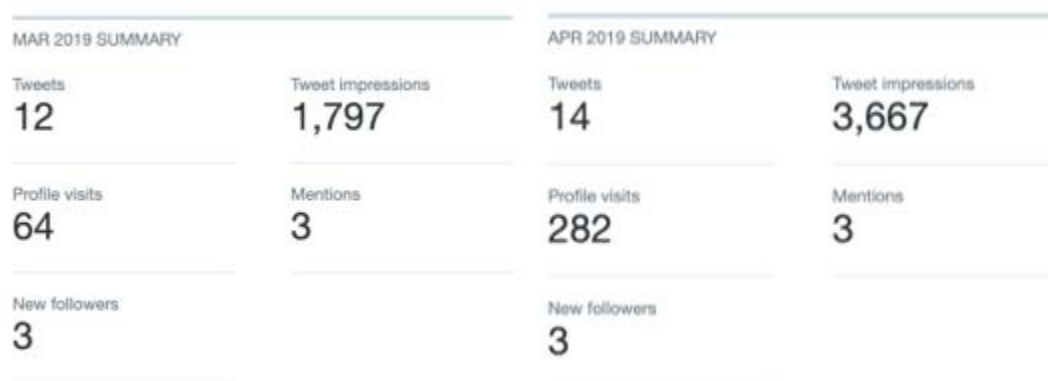 MAR 2019 SUMMARY
Tweets
12
Tweet impressions
1,797
Profile visits
64
Mentions
3
New followers
3
APR 2019 SUMMARY
Tweets
14
Tweet impressions
3,667
Profile visits
282
Mentions
3
New followers
3